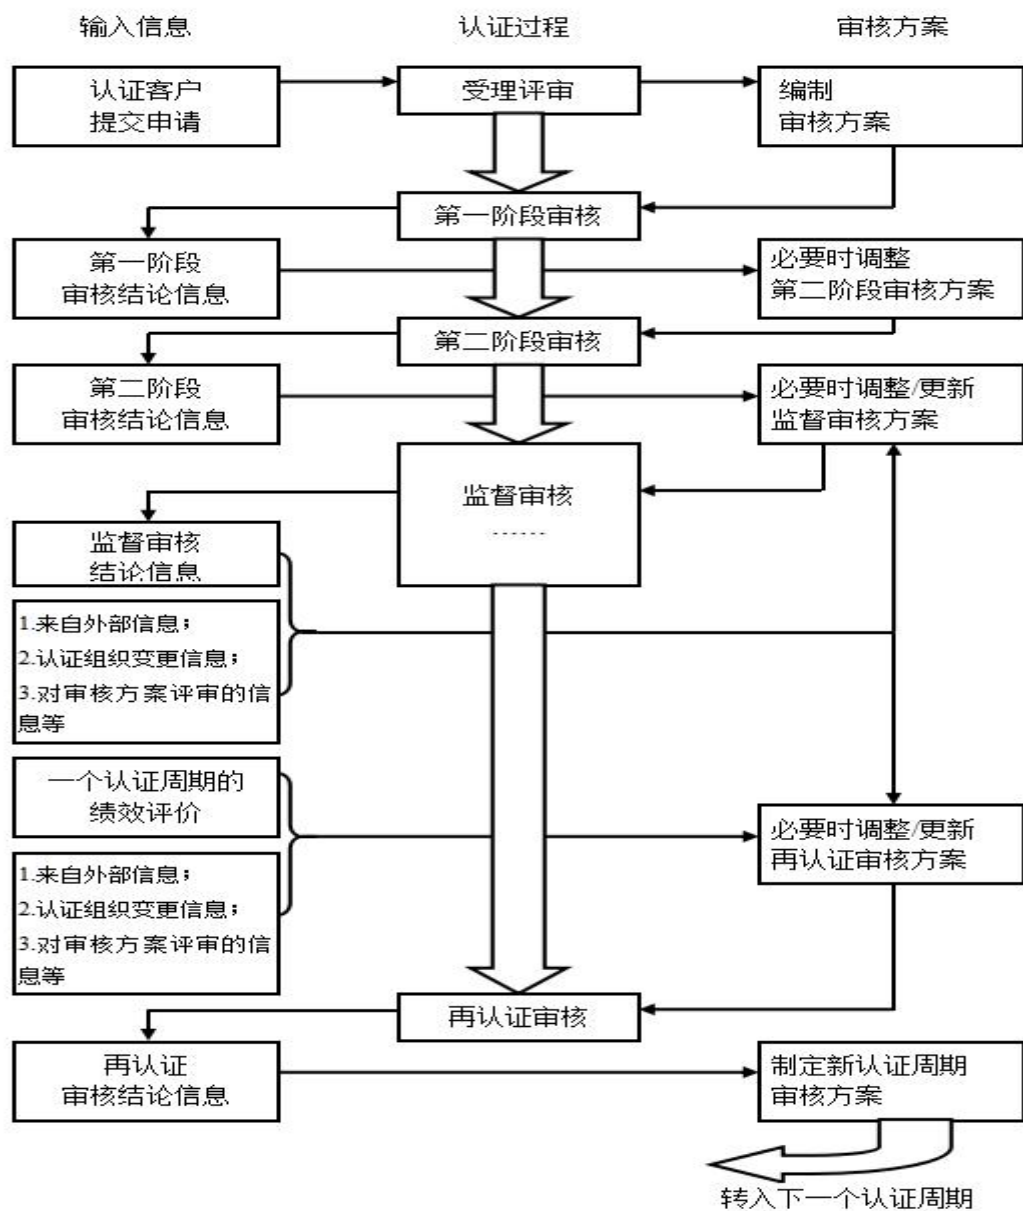 输入信息
认证过程
审核方案
认证客户
提交申请
受理评审
编制
审核方案
第一阶段审核
第一阶段
审核结论信息
必要时调整
第二阶段审核方案
第二阶段审核
第二阶段
审核结论信息
必要时调整/更新
监督审核方案
监督审核
……
监督审核
结论信息
1.来自外部信息；
2.认证组织变更信息；
3.对审核方案评审的信
息等
一个认证周期的
绩效评价
必要时调整/更新
再认证审核方案
1.来自外部信息；
2.认证组织变更信息；
3.对审核方案评审的信
息等
再认证审核
再认证
审核结论信息
制定新认证周期
审核方案
转入下一个认证周期